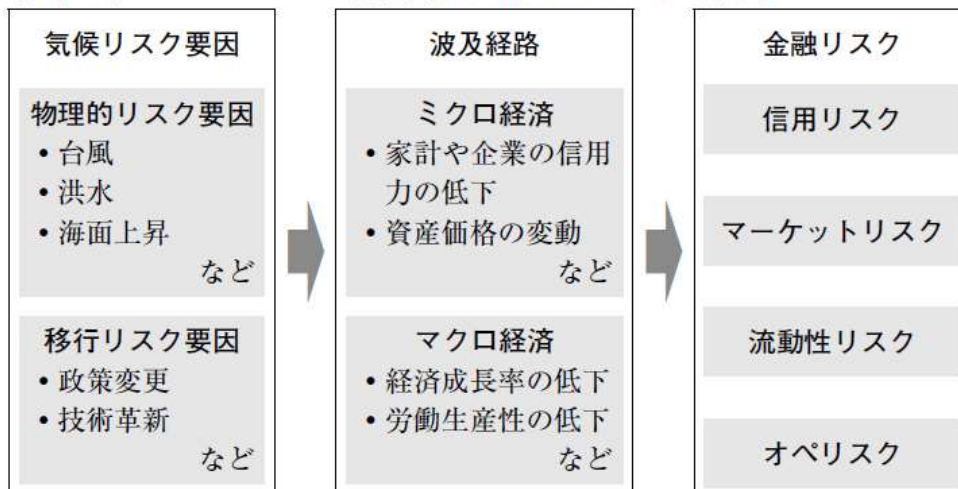 気候リスク要因
物理的リスク要因
• 台風
• 洪水
• 海面上昇
など
移行リスク要因
• 政策変更
• 技術革新
など
波及経路
ミクロ経済
• 家計や企業の信用
力の低下
• 資産価格の変動
など
マクロ経済
• 経済成長率の低下
• 労働生産性の低下
など
金融リスク
信用リスク
マーケットリスク
流動性リスク
オペリスク